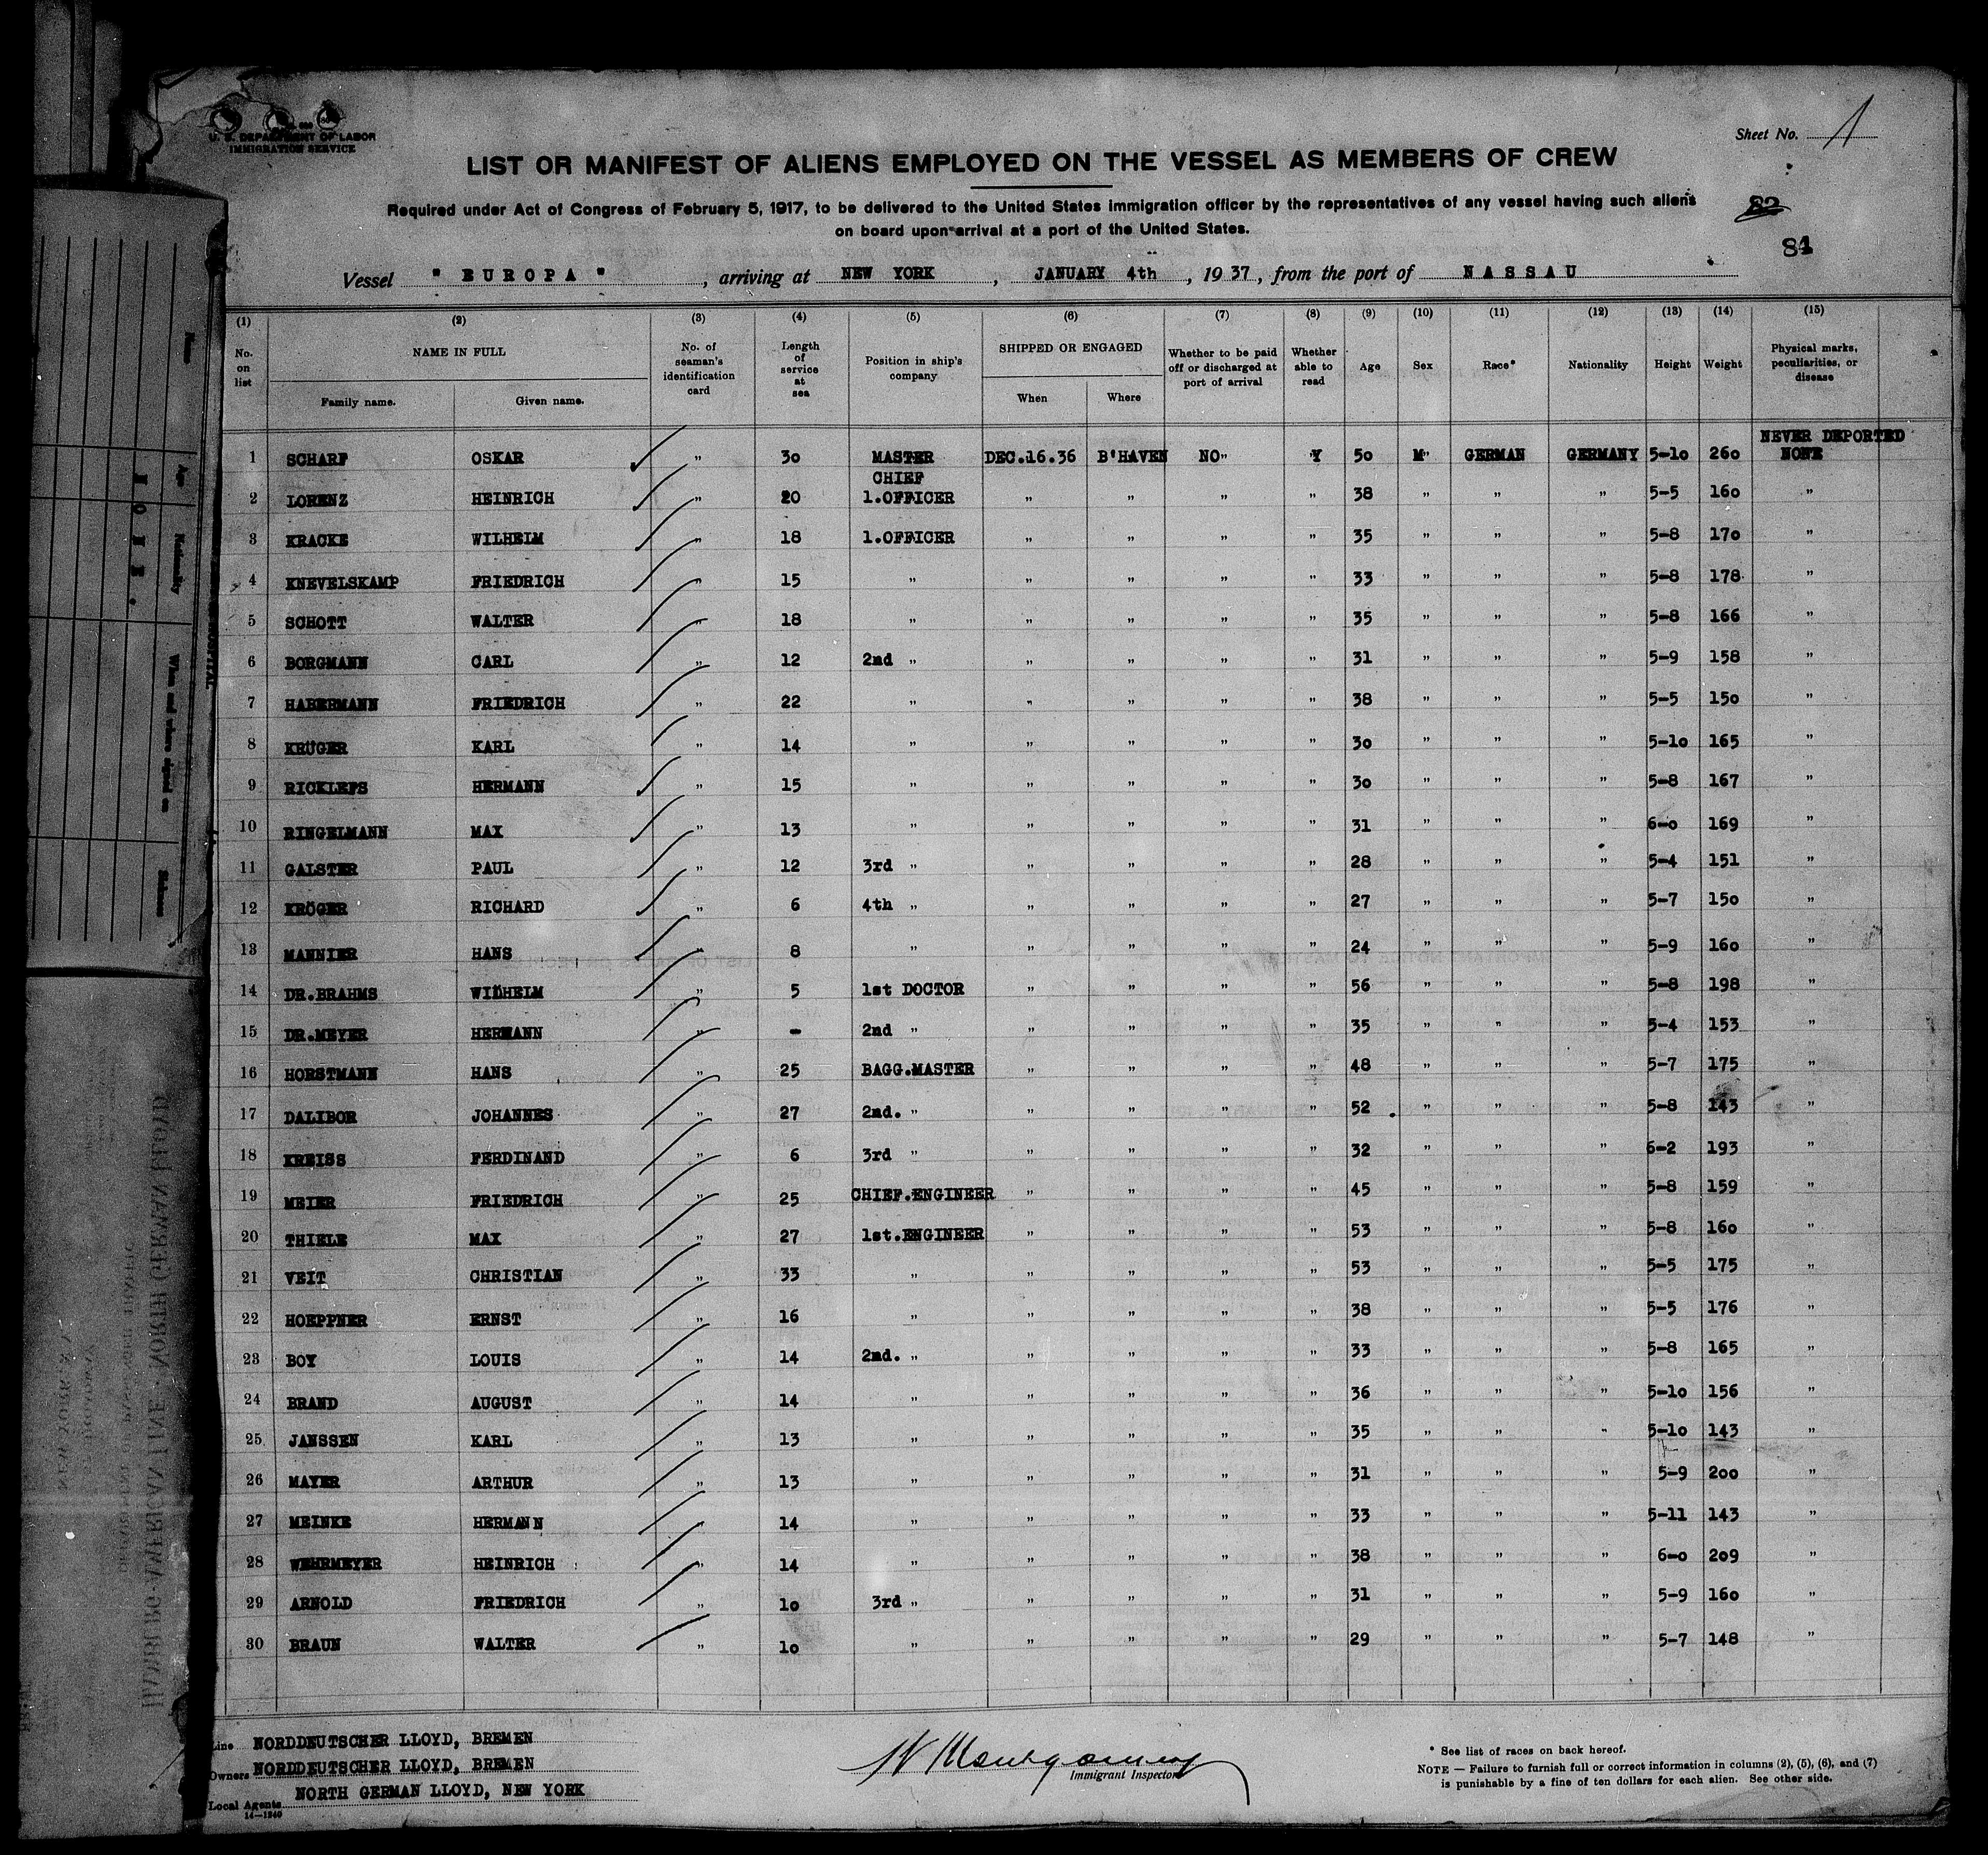 U. S. DEPARTMENT OF LABOR
IMMIGRATION SERVICE
Sheet No. 1
LIST OR MANIFEST OF ALIENS EMPLOYED ON THE VESSEL AS MEMBERS OF CREW
Required under Act of Congress of February 5, 1917, to be delivered to the United States immigration officer by the representatives of any vessel having such aliens
on board upon arrival at a port of the United States.
82
84
Vessel " EUROPA " , arriving at NEW YORK , JANUARY 4th , 19 37, from the port of NASSAU
(1) (2) (3) (4) (5) (6) (7) (8) (9) (10) (11) (12) (13) (14) (15)
No. on list NAME IN FULL Family name. Given name. No. of seaman's identification card Length of service at sea Position in ship's company SHIPPED OR ENGAGED When Where Whether to be paid off or discharged at port of arrival Whether able to read Age Sex Race* Nationality Height Weight Physical marks, peculiarities, or disease
NEVER DEPORTED
1 SCHARF OSKAR " 30 MASTER DEC.16.36 B'HAVEN NO" Y 50 M" GERMAN GERMANY 5-10 260 NONE
CHIEF
2 LORENZ HEINRICH " 20 1.OFFICER " " " " 38 " " " 5-5 160 "
3 KRACKE WILHELM " 18 1.OFFICER " " " " 35 " " " 5-8 170 "
4 KNEVELSKAMP FRIEDRICH " 15 " " " " " 33 " " " 5-8 178 "
5 SCHOTT WALTER " 18 " " " " " 35 " " " 5-8 166 "
6 BORGMANN CARL " 12 2nd " " " " " 31 " " " 5-9 158 "
7 HABERMANN FRIEDRICH " 22 " " " " " 38 " " " 5-5 150 "
8 KRÜGER KARL " 14 " " " " " 30 " " " 5-10 165 "
9 RICKLEFS HERMANN " 15 " " " " " 30 " " " 5-8 167 "
10 RINGELMANN MAX " 13 " " " " " 31 " " " 6-0 169 "
11 GALSTER PAUL " 12 3rd " " " " " 28 " " " 5-4 151 "
12 KRÖGER RICHARD " 6 4th " " " " " 27 " " " 5-7 150 "
13 MANNIER HANS " 8 " " " " " 24 " " " 5-9 160 "
14 DR.BRAHMS WILHELM " 5 1st DOCTOR " " " " 56 " " " 5-8 198 "
15 DR.MEYER HERMANN " - 2nd " " " " " 35 " " " 5-4 153 "
16 HORSTMANN HANS " 25 BAGG.MASTER " " " " 48 " " " 5-7 175 "
17 DALIBOR JOHANNES " 27 2nd. " " " " " 52 " " " 5-8 143 "
18 KREISS FERDINAND " 6 3rd " " " " " 32 " " " 6-2 193 "
19 MEIER FRIEDRICH " 25 CHIEF.ENGINEER " " " " 45 " " " 5-8 159 "
20 THIELE MAX " 27 1st.ENGINEER " " " " 53 " " " 5-8 160 "
21 VEIT CHRISTIAN " 33 " " " " " 53 " " " 5-5 175 "
22 HOEPPNER ERNST " 16 " " " " " 38 " " " 5-5 176 "
23 BOY LOUIS " 14 2nd. " " " " " 33 " " " 5-8 165 "
24 BRAND AUGUST " 14 " " " " " 36 " " " 5-10 156 "
25 JANSSEN KARL " 13 " " " " " 35 " " " 5-10 143 "
26 MAYER ARTHUR " 13 " " " " " 31 " " " 5-9 200 "
27 MEINKE HERMANN " 14 " " " " " 33 " " " 5-11 143 "
28 WEHRMEYER HEINRICH " 14 " " " " " 38 " " " 6-0 209 "
29 ARNOLD FRIEDRICH " 10 3rd " " " " " 31 " " " 5-9 160 "
30 BRAUN WALTER " 10 " " " " " 29 " " " 5-7 148 "
Line NORDDEUTSCHER LLOYD, BREMEN
Owners NORDDEUTSCHER LLOYD, BREMEN
Local Agents NORTH GERMAN LLOYD, NEW YORK
14-1240
Montgomery
Immigrant Inspector
* See list of races on back hereof.
NOTE — Failure to furnish full or correct information in columns (2), (5), (6), and (7)
is punishable by a fine of ten dollars for each alien. See other side.
Name
Age
Nationality
When and where signed on
HAMBURG-AMERICAN LINE · NORTH GERMAN LLOYD